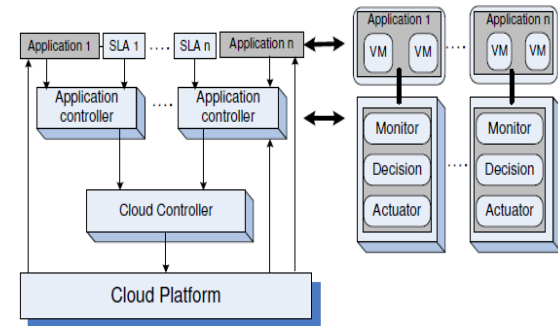 Application 1
SLA 1
....
SLA n
Application n
Application controller
....
Application controller
Cloud Controller
Cloud Platform
Application 1
VM
VM
....
Application n
VM
VM
Monitor
Decision
Actuator
....
Monitor
Decision
Actuator